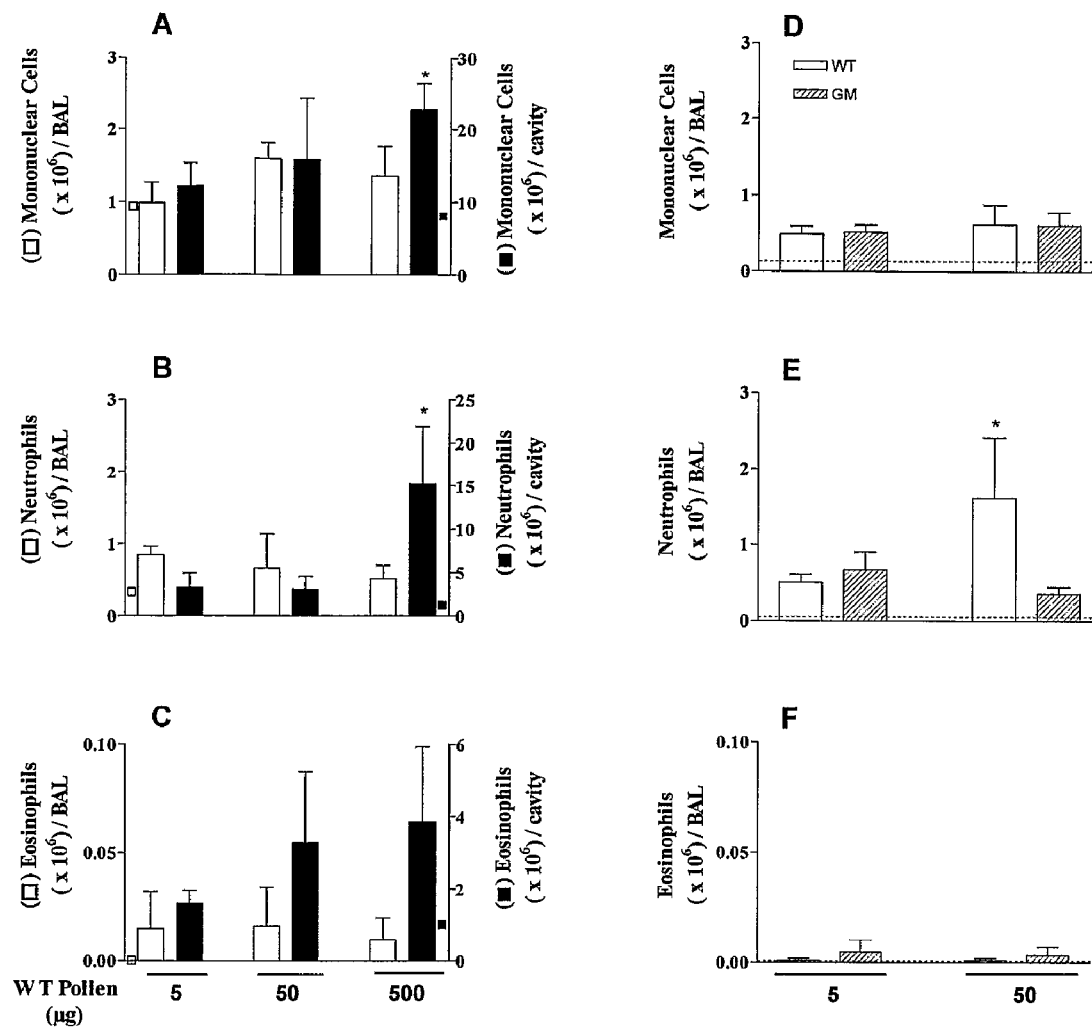 A
(□) Mononuclear Cells
( x 10⁶) / BAL
3
2
1
0
*
30
20
10
0
(■) Mononuclear Cells
(x 10⁶) / cavity
D
Mononuclear Cells
( x 10⁶) / BAL
3
2
1
0
WT
GM
B
(□) Neutrophils
( x 10⁶) / BAL
3
2
1
0
*
25
20
15
10
5
0
(■) Neutrophils
(x 10⁶) / cavity
E
Neutrophils
( x 10⁶) / BAL
3
2
1
0
*
C
(□) Eosinophils
( x 10⁶) / BAL
0.10
0.05
0.00
6
4
2
0
(■) Eosinophils
( x 10⁶) / cavity
WT Pollen
(µg)
5
50
500
F
Eosinophils
( x 10⁶) / BAL
0.10
0.05
0.00
5
50